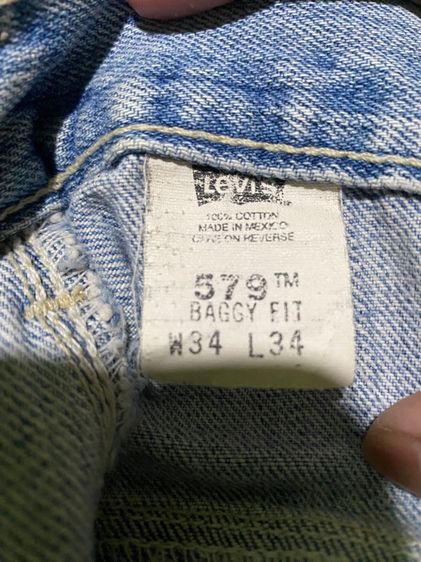 Levi's
100% COTTON
MADE IN MEXICO
CARE ON REVERSE
579™
BAGGY FIT
W34 L34